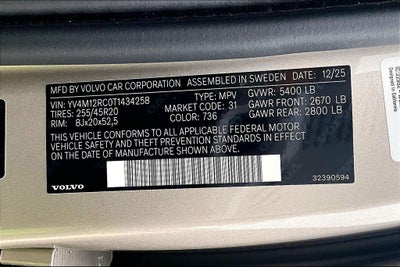 MFD BY VOLVO CAR CORPORATION ASSEMBLED IN SWEDEN 12/25
VIN: YV4M12RC0T1434258 TYPE: MPV GVWR: 5400 LB
TIRES: 255/45R20 MARKET CODE: 31 GAWR FRONT: 2670 LB
RIM: 8Jx20x52,5 COLOR: 736 GAWR REAR: 2800 LB
THIS VEHICLE CONFORMS TO ALL APPLICABLE FEDERAL MOTOR
VEHICLE SAFETY AND THEFT PREVENTION STANDARDS IN EFFECT
ON THE DATE OF MANUFACTURE SHOWN ABOVE.
VOLVO
32390594